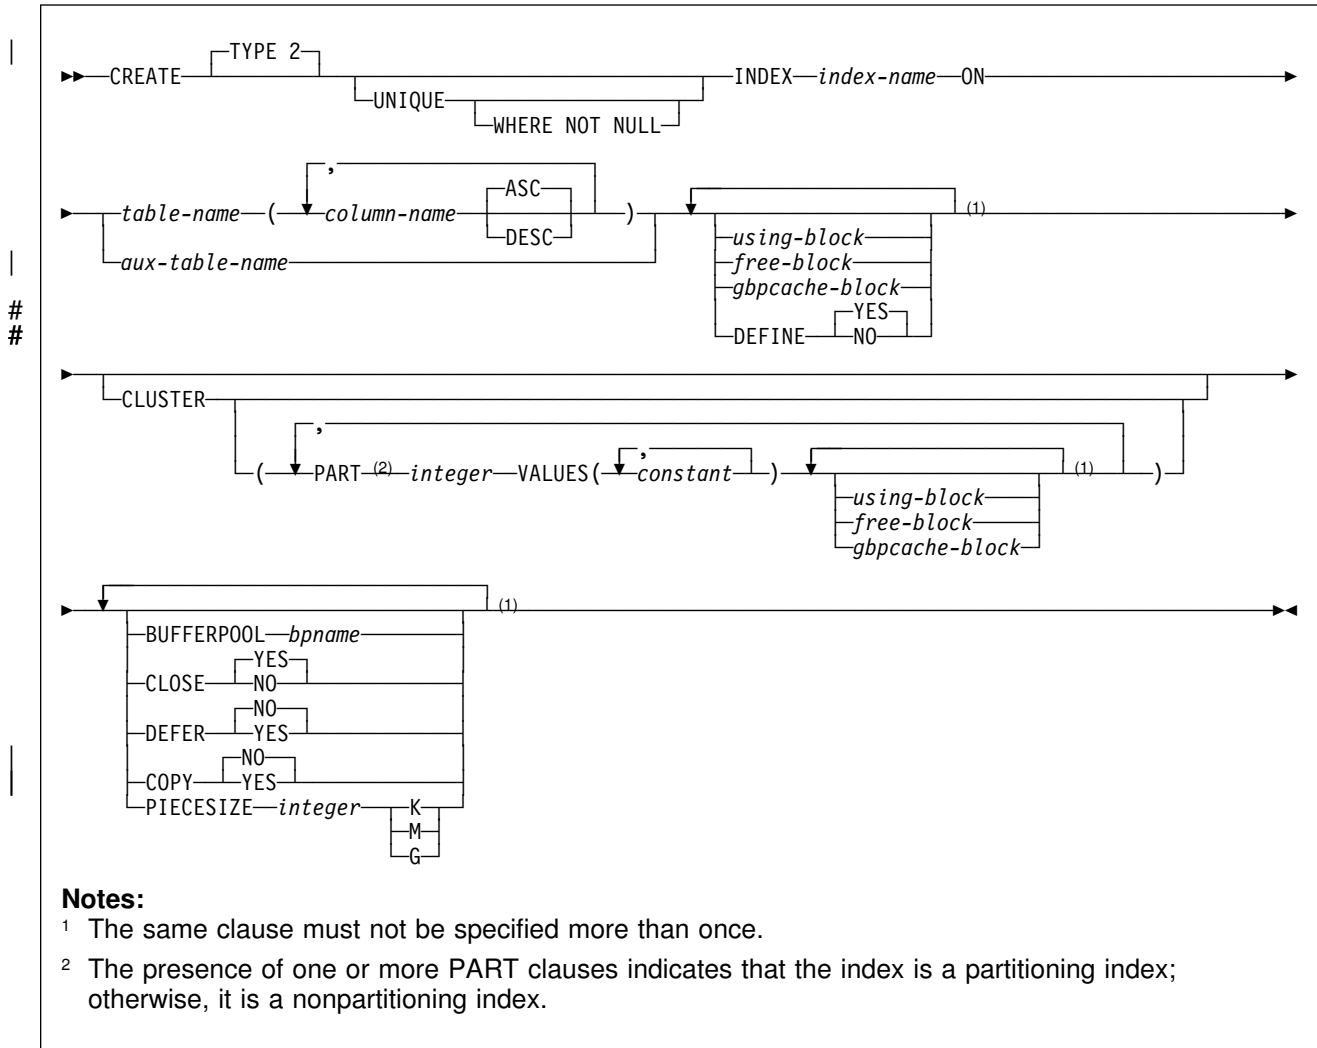 | TYPE 2
CREATE INDEX index-name ON
UNIQUE
WHERE NOT NULL
,
ASC
table-name ( column-name ) (1)
DESC using-block
| aux-table-name free-block
gbpcache-block
# YES
# DEFINE NO
CLUSTER
, ,
( PART (2) integer VALUES( constant ) (1) )
using-block
free-block
gbpcache-block
(1)
BUFFERPOOL bpname
YES
CLOSE NO
NO
DEFER YES
| NO
| COPY YES
PIECESIZE integer K
M
G
Notes:
1 The same clause must not be specified more than once.
2 The presence of one or more PART clauses indicates that the index is a partitioning index;
otherwise, it is a nonpartitioning index.